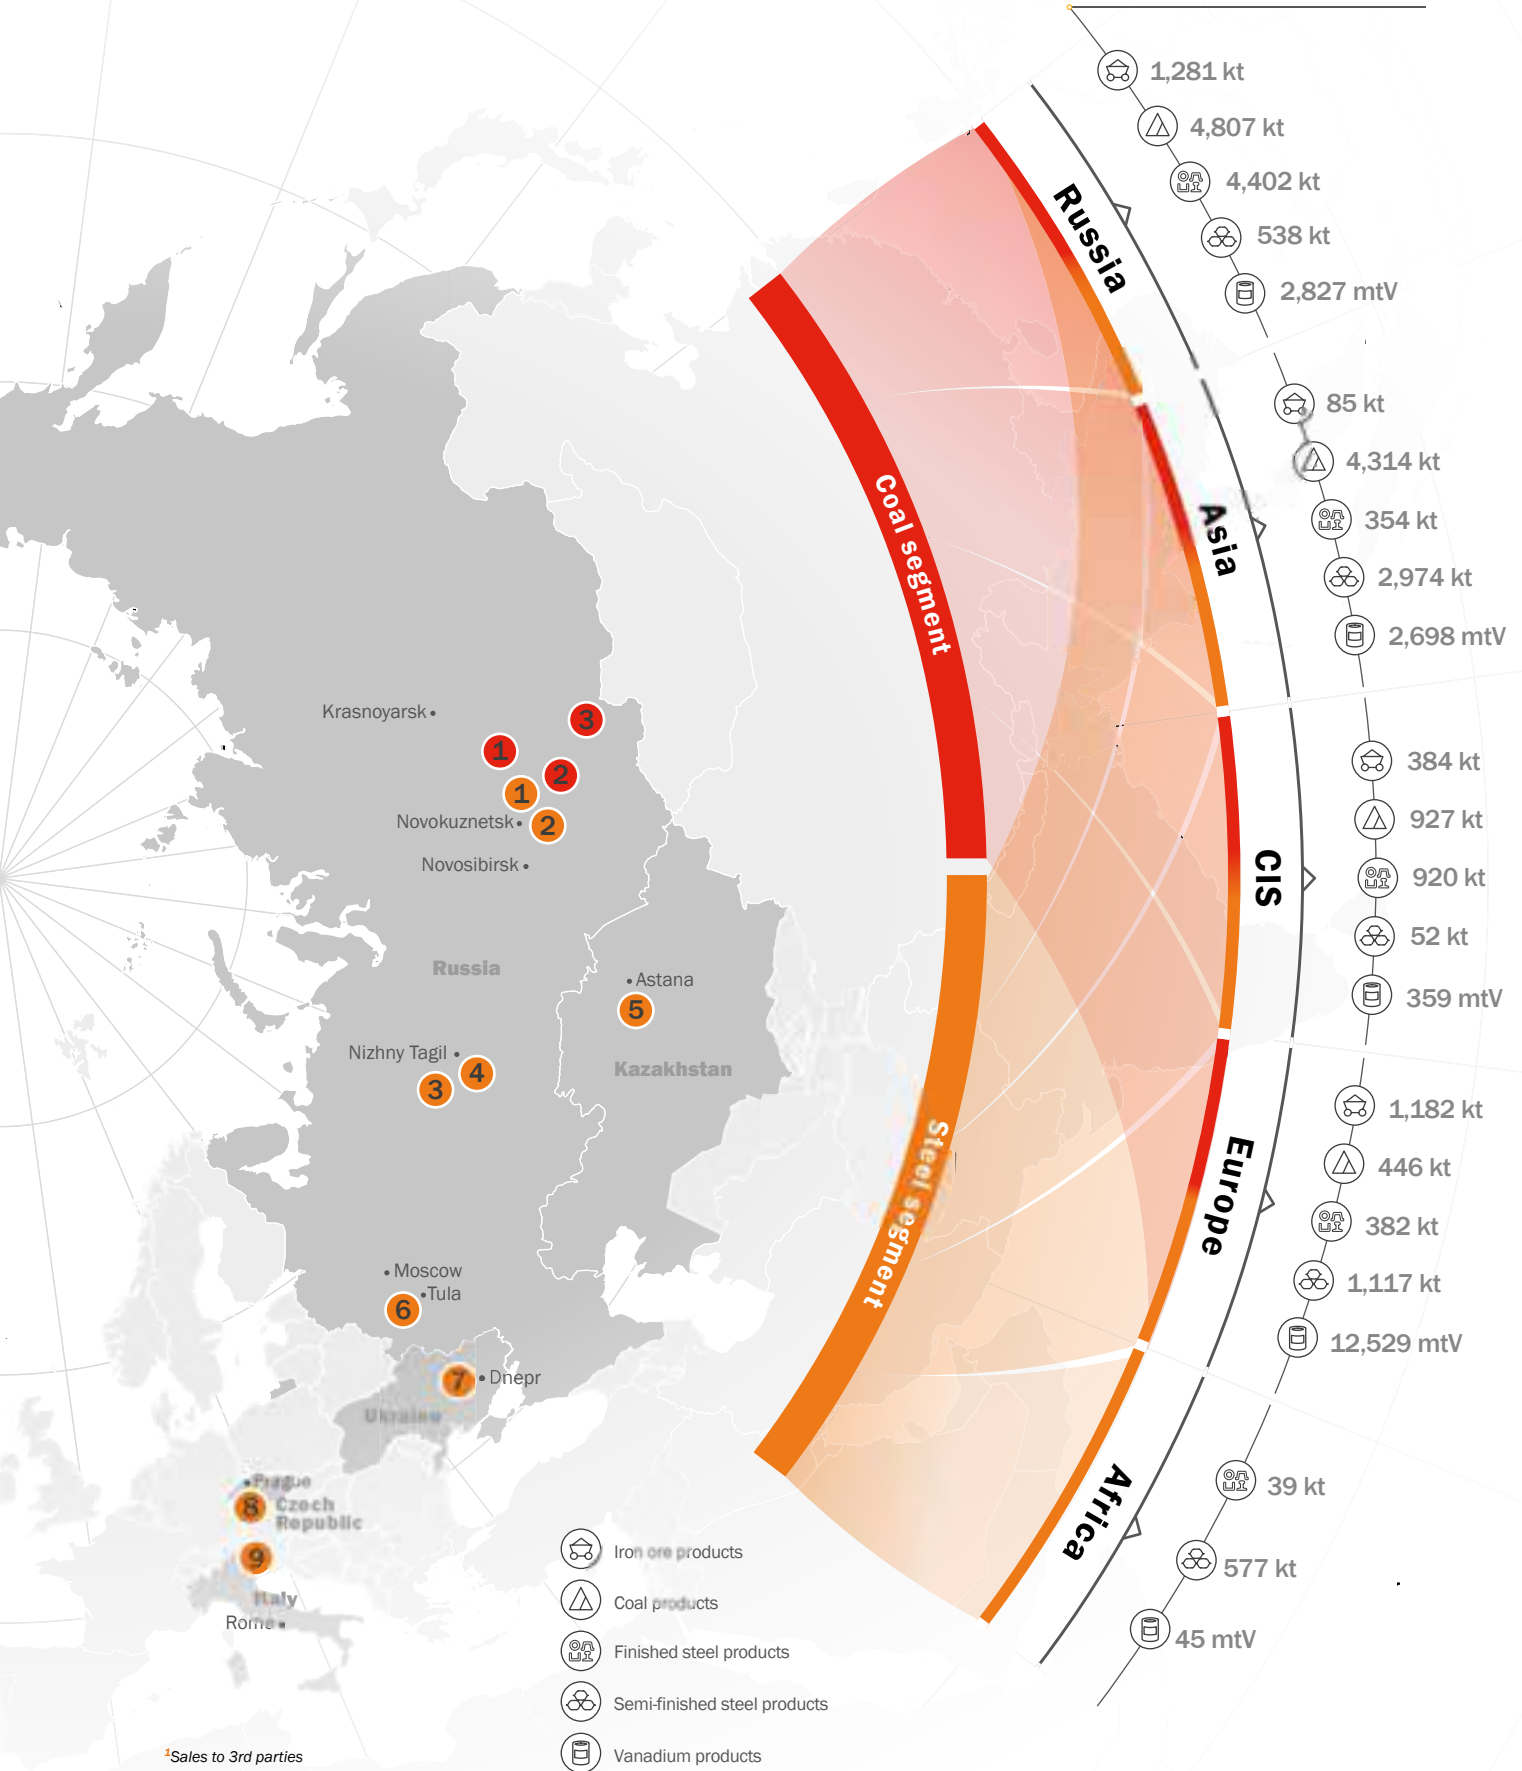 1,281 kt
4,807 kt
4,402 kt
538 kt
2,827 mtV
Russia
85 kt
4,314 kt
354 kt
2,974 kt
2,698 mtV
Asia
Coal segment
384 kt
927 kt
920 kt
52 kt
359 mtV
CIS
1,182 kt
446 kt
382 kt
1,117 kt
12,529 mtV
Europe
Steel segment
39 kt
577 kt
45 mtV
Africa
Krasnoyarsk
3
1
2
1
Novokuznetsk
2
Novosibirsk
Russia
Astana
5
Kazakhstan
Nizhny Tagil
4
3
Moscow
Tula
6
7
Dnepr
Ukraine
Prague
8
Czech
Republic
9
Italy
Rome
Iron ore products
Coal products
Finished steel products
Semi-finished steel products
Vanadium products
1Sales to 3rd parties